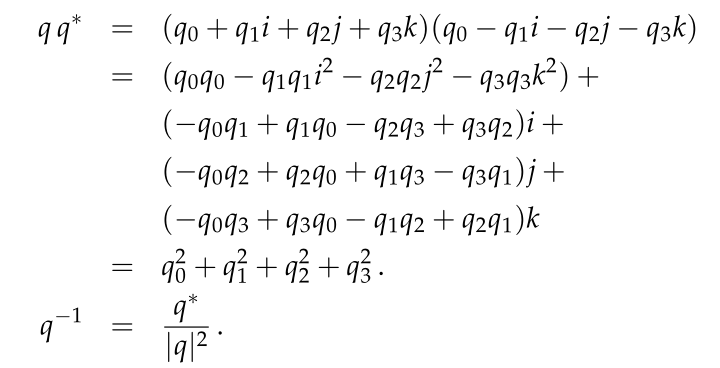 q q* = (q₀ + q₁i + q₂j + q₃k)(q₀ − q₁i − q₂j − q₃k)
= (q₀q₀ − q₁q₁i² − q₂q₂j² − q₃q₃k²) +
(−q₀q₁ + q₁q₀ − q₂q₃ + q₃q₂)i +
(−q₀q₂ + q₂q₀ + q₁q₃ − q₃q₁)j +
(−q₀q₃ + q₃q₀ − q₁q₂ + q₂q₁)k
= q₀² + q₁² + q₂² + q₃² .
q⁻¹ = q* / |q|² .